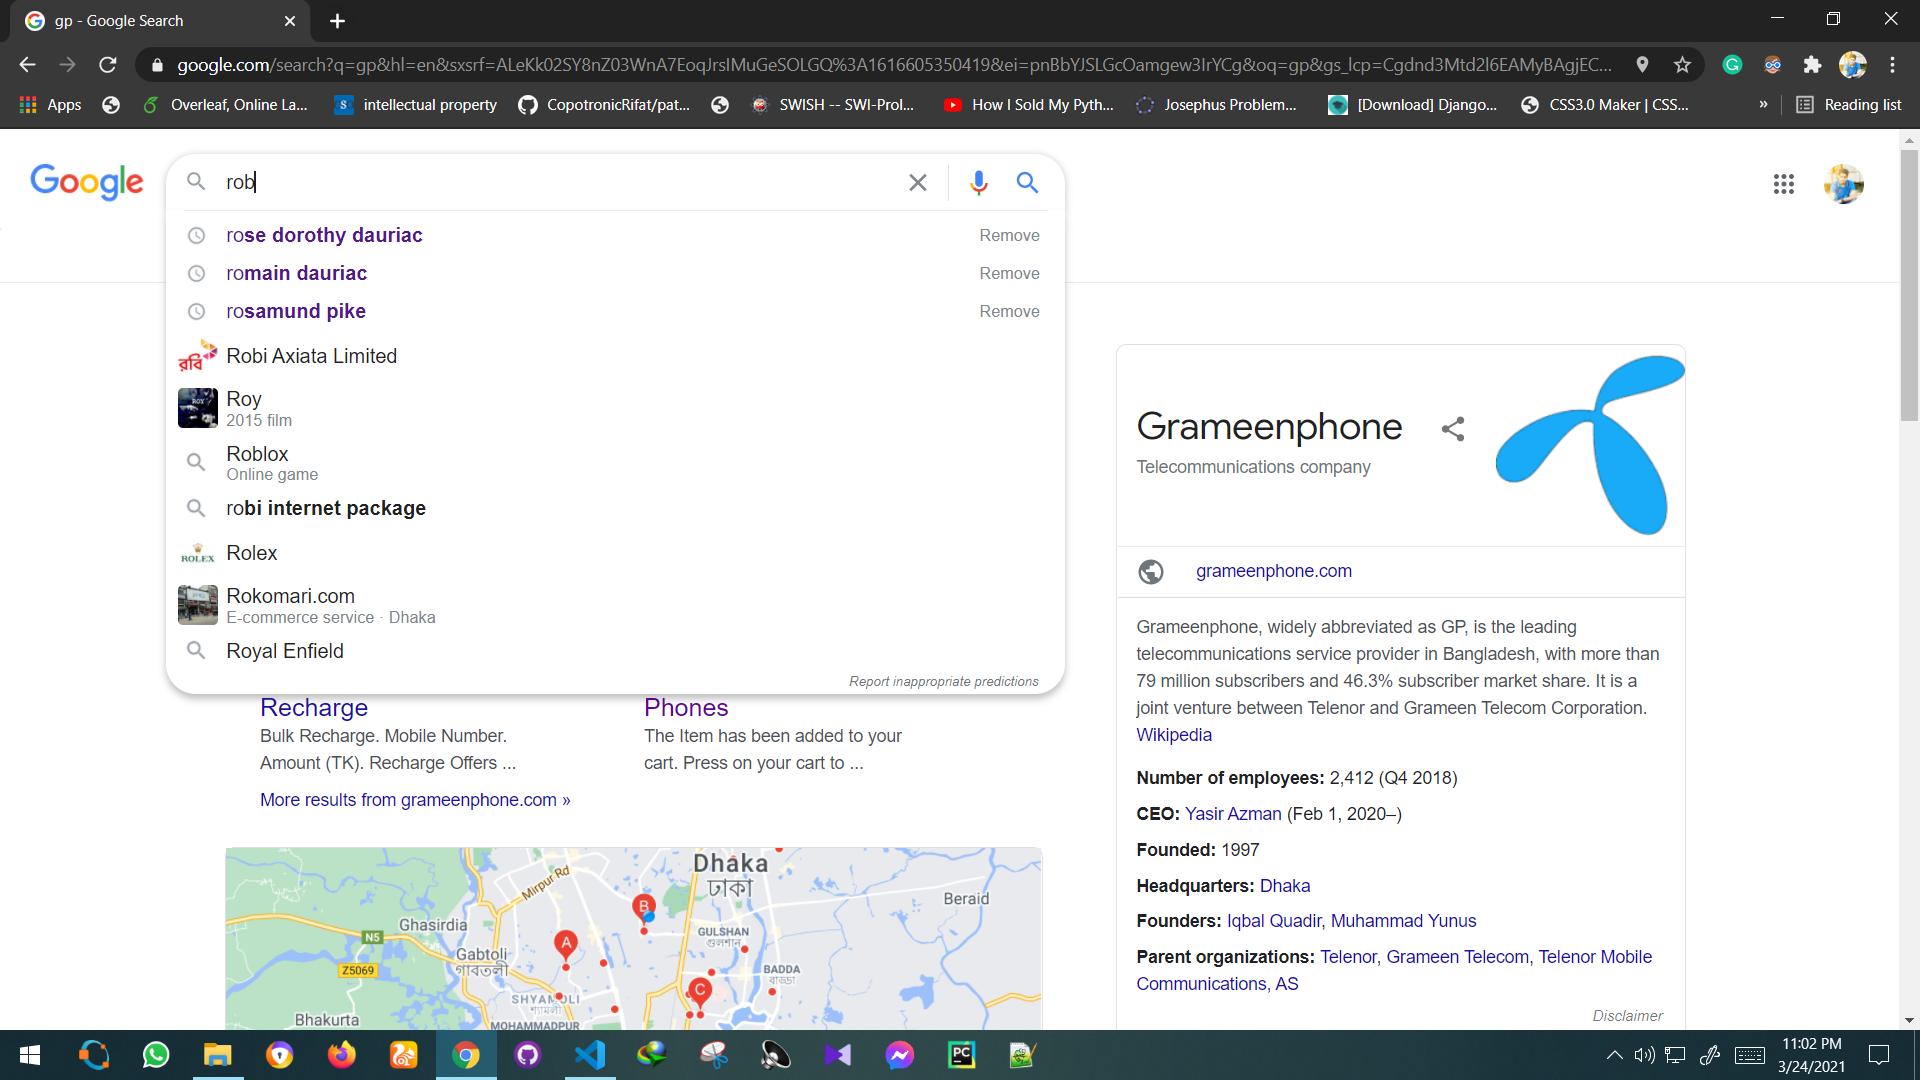 gp - Google Search
google.com/search?q=gp&hl=en&sxsrf=ALeKk02SY8nZ03WnA7EoqJrsIMuGeSOLGQ%3A1616605350419&ei=pnBbYJSLGcOamgew3IrYCg&oq=gp&gs_lcp=Cgdnd3Mtd2l6EAMyBAgjEC...
Apps
Overleaf, Online La...
intellectual property
CopotronicRifat/pat...
SWISH -- SWI-Prol...
How I Sold My Pyth...
Josephus Problem...
[Download] Django...
CSS3.0 Maker | CSS...
»
Reading list
Google
rob
rose dorothy dauriac Remove
romain dauriac Remove
rosamund pike Remove
রবি
Robi Axiata Limited
ROY
Roy
2015 film
Roblox
Online game
robi internet package
ROLEX
Rolex
Rokomari.com
E-commerce service · Dhaka
Royal Enfield
Report inappropriate predictions
Recharge
Bulk Recharge. Mobile Number.
Amount (TK). Recharge Offers ...
Phones
The Item has been added to your
cart. Press on your cart to ...
More results from grameenphone.com »
Dhaka
ঢাকা
Mirpur Rd
Beraid
Ghasirdia
N5
B
GULSHAN
গুলশান
A
Gabtoli
গাবতলী
Z5069
BADDA
বাড্ডা
C
SHYAMOLI
শ্যামলী
Bhakurta
MOHAMMADPUR
Grameenphone
Telecommunications company
grameenphone.com
Grameenphone, widely abbreviated as GP, is the leading
telecommunications service provider in Bangladesh, with more than
79 million subscribers and 46.3% subscriber market share. It is a
joint venture between Telenor and Grameen Telecom Corporation.
Wikipedia
Number of employees: 2,412 (Q4 2018)
CEO: Yasir Azman (Feb 1, 2020–)
Founded: 1997
Headquarters: Dhaka
Founders: Iqbal Quadir, Muhammad Yunus
Parent organizations: Telenor, Grameen Telecom, Telenor Mobile
Communications, AS
Disclaimer
PC
11:02 PM
3/24/2021